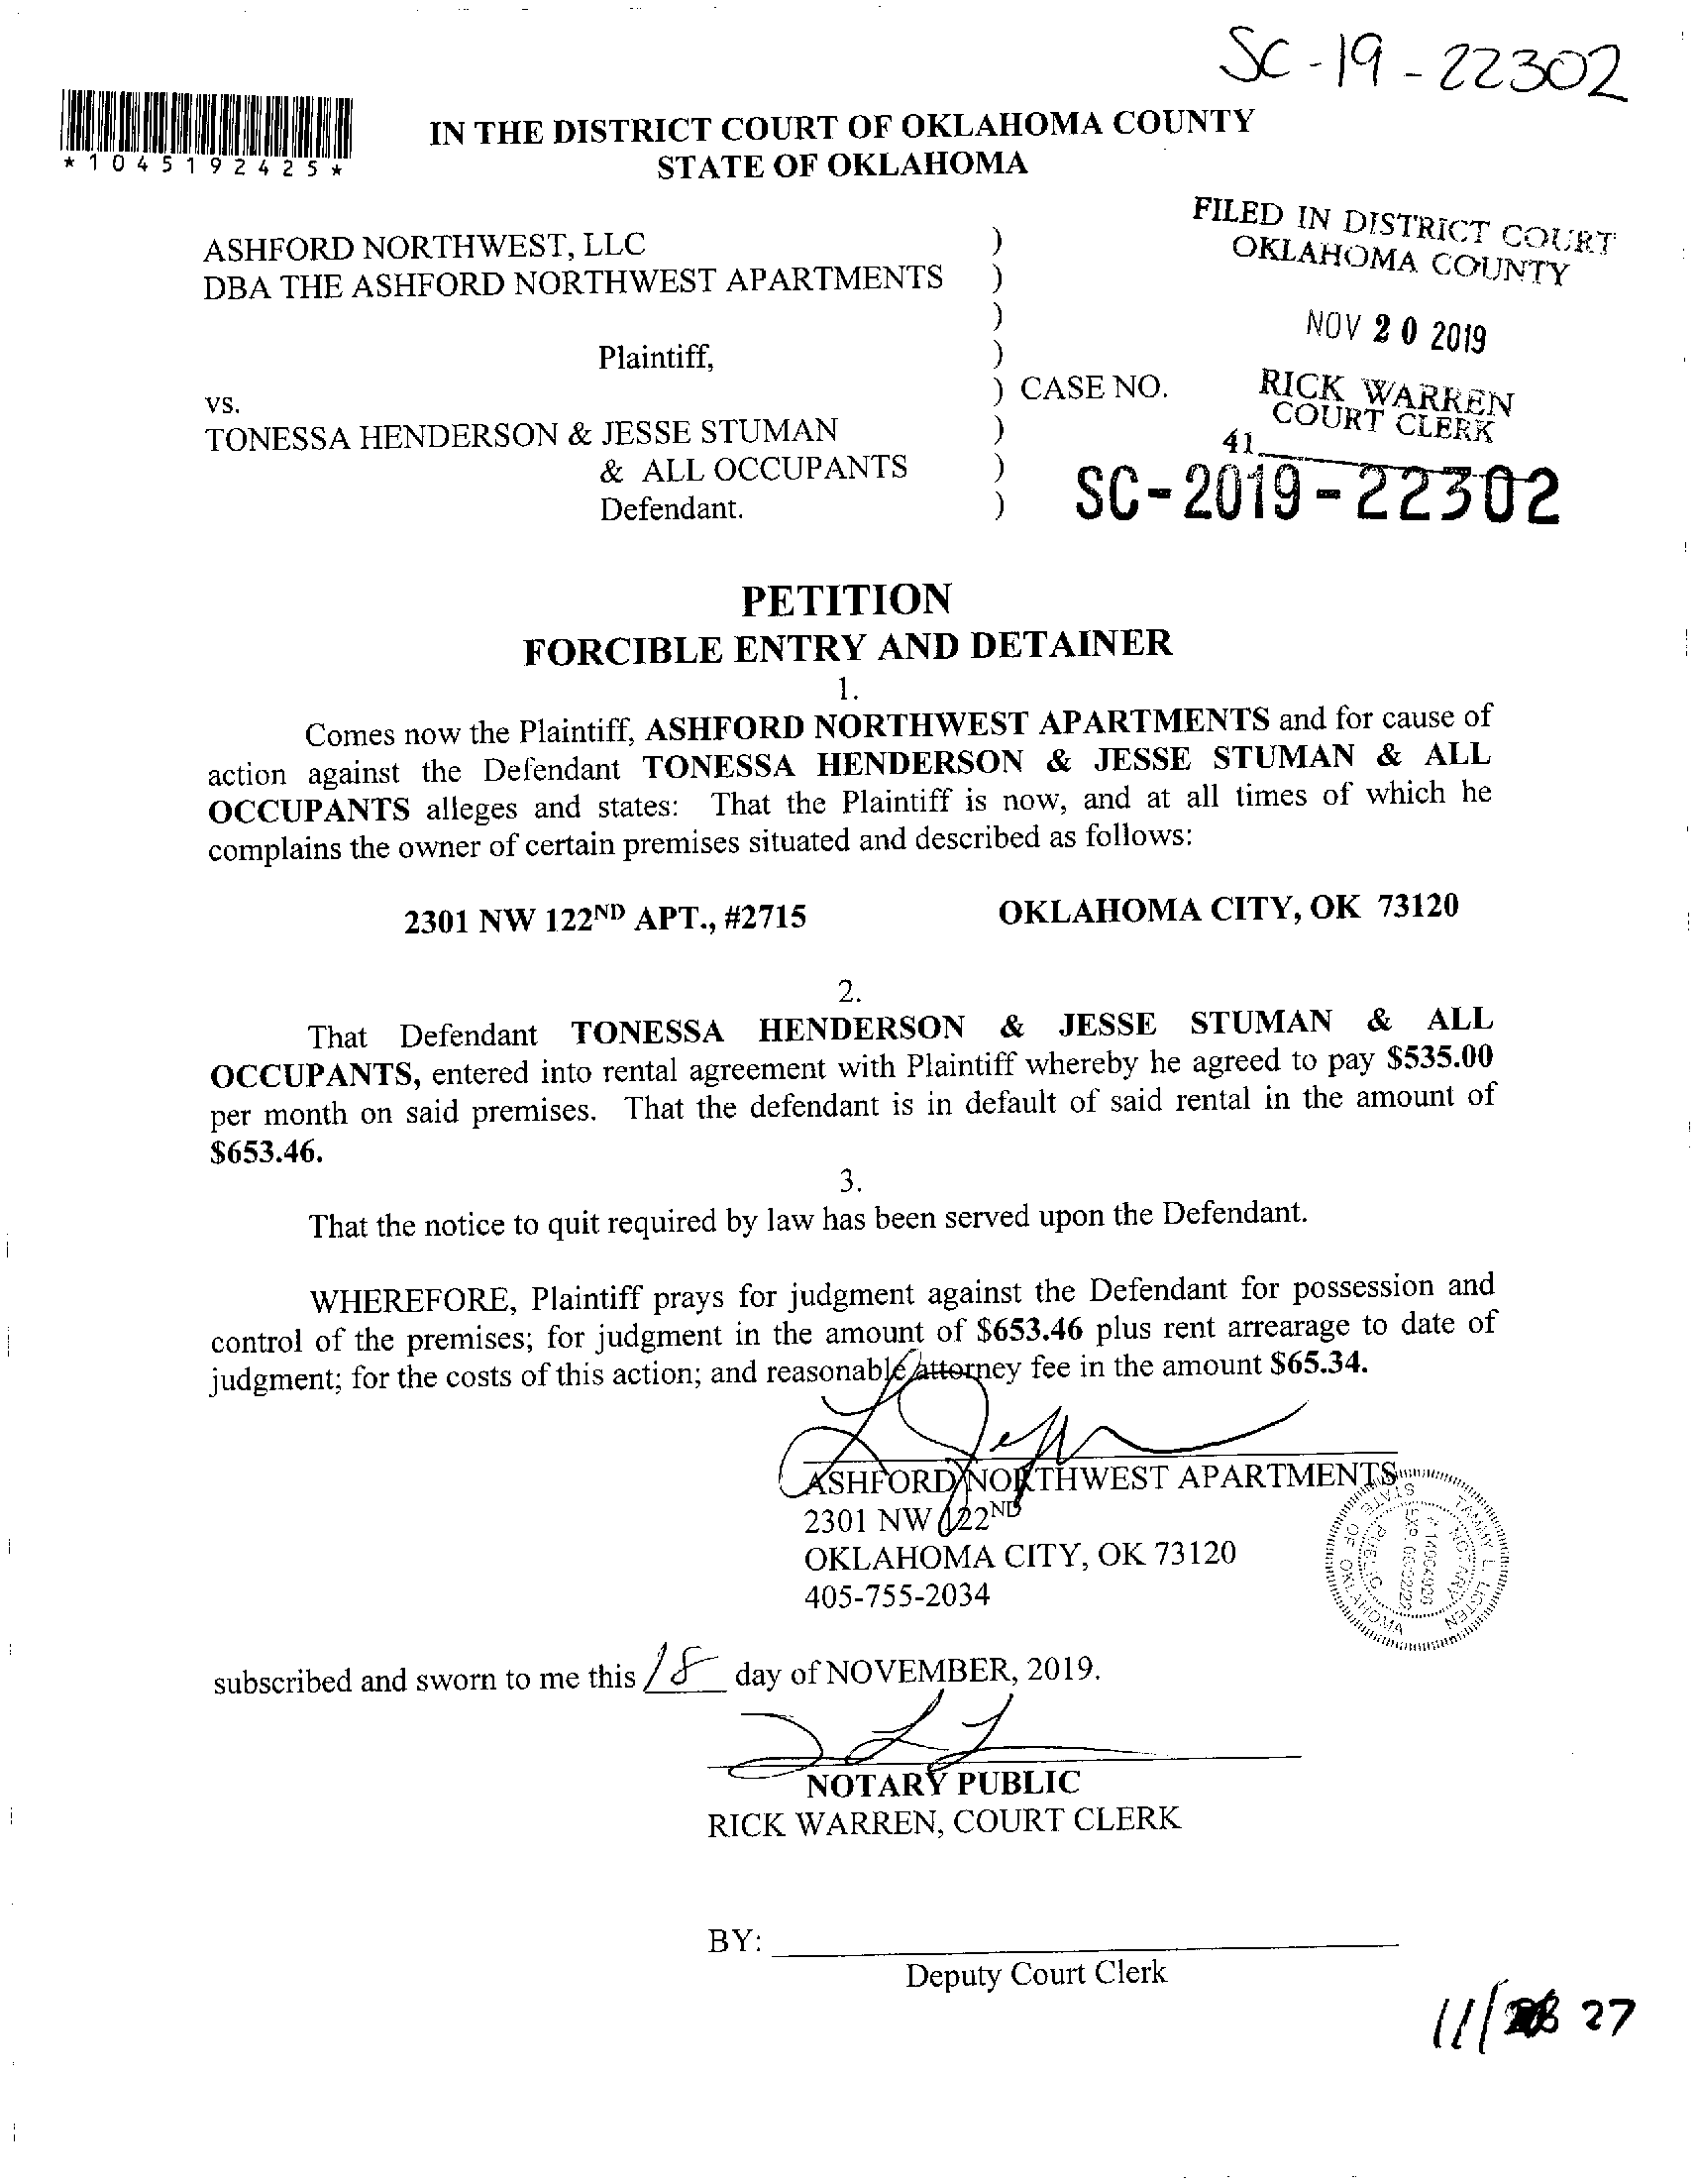 SC-19-22302
*1045192425*
IN THE DISTRICT COURT OF OKLAHOMA COUNTY
STATE OF OKLAHOMA
FILED IN DISTRICT COURT
OKLAHOMA COUNTY
NOV 20 2019
RICK WARREN
COURT CLERK
41
SC-2019-22302
ASHFORD NORTHWEST, LLC )
DBA THE ASHFORD NORTHWEST APARTMENTS )
)
Plaintiff, )
vs. ) CASE NO.
TONESSA HENDERSON & JESSE STUMAN )
& ALL OCCUPANTS )
Defendant. )
PETITION
FORCIBLE ENTRY AND DETAINER
1.
Comes now the Plaintiff, ASHFORD NORTHWEST APARTMENTS and for cause of
action against the Defendant TONESSA HENDERSON & JESSE STUMAN & ALL
OCCUPANTS alleges and states: That the Plaintiff is now, and at all times of which he
complains the owner of certain premises situated and described as follows:
2301 NW 122ND APT., #2715 OKLAHOMA CITY, OK 73120
2.
That Defendant TONESSA HENDERSON & JESSE STUMAN & ALL
OCCUPANTS, entered into rental agreement with Plaintiff whereby he agreed to pay $535.00
per month on said premises. That the defendant is in default of said rental in the amount of
$653.46.
3.
That the notice to quit required by law has been served upon the Defendant.
WHEREFORE, Plaintiff prays for judgment against the Defendant for possession and
control of the premises; for judgment in the amount of $653.46 plus rent arrearage to date of
judgment; for the costs of this action; and reasonable attorney fee in the amount $65.34.
ASHFORD NORTHWEST APARTMENTS
2301 NW 122ND
OKLAHOMA CITY, OK 73120
405-755-2034
TAMMY L. LISTEN
NOTARY PUBLIC
STATE OF OKLAHOMA
subscribed and sworn to me this 18 day of NOVEMBER, 2019.
NOTARY PUBLIC
RICK WARREN, COURT CLERK
BY:
Deputy Court Clerk
11/ 27